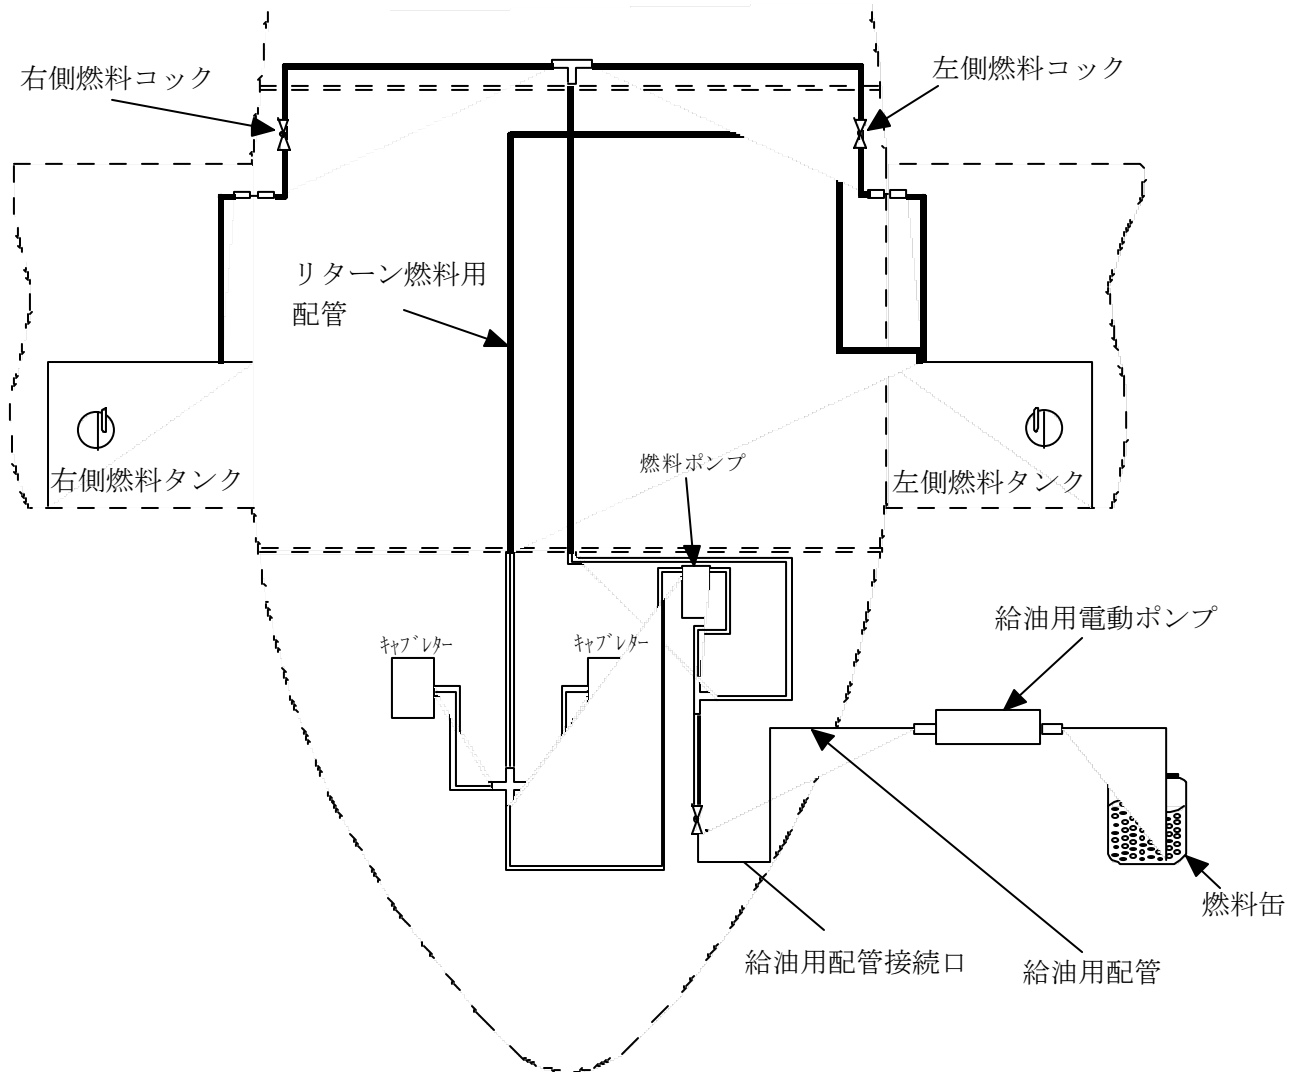 右側燃料コック
左側燃料コック
リターン燃料用
配管
右側燃料タンク
燃料ポンプ
左側燃料タンク
キャブレター
キャブレター
給油用電動ポンプ
燃料缶
給油用配管接続口
給油用配管